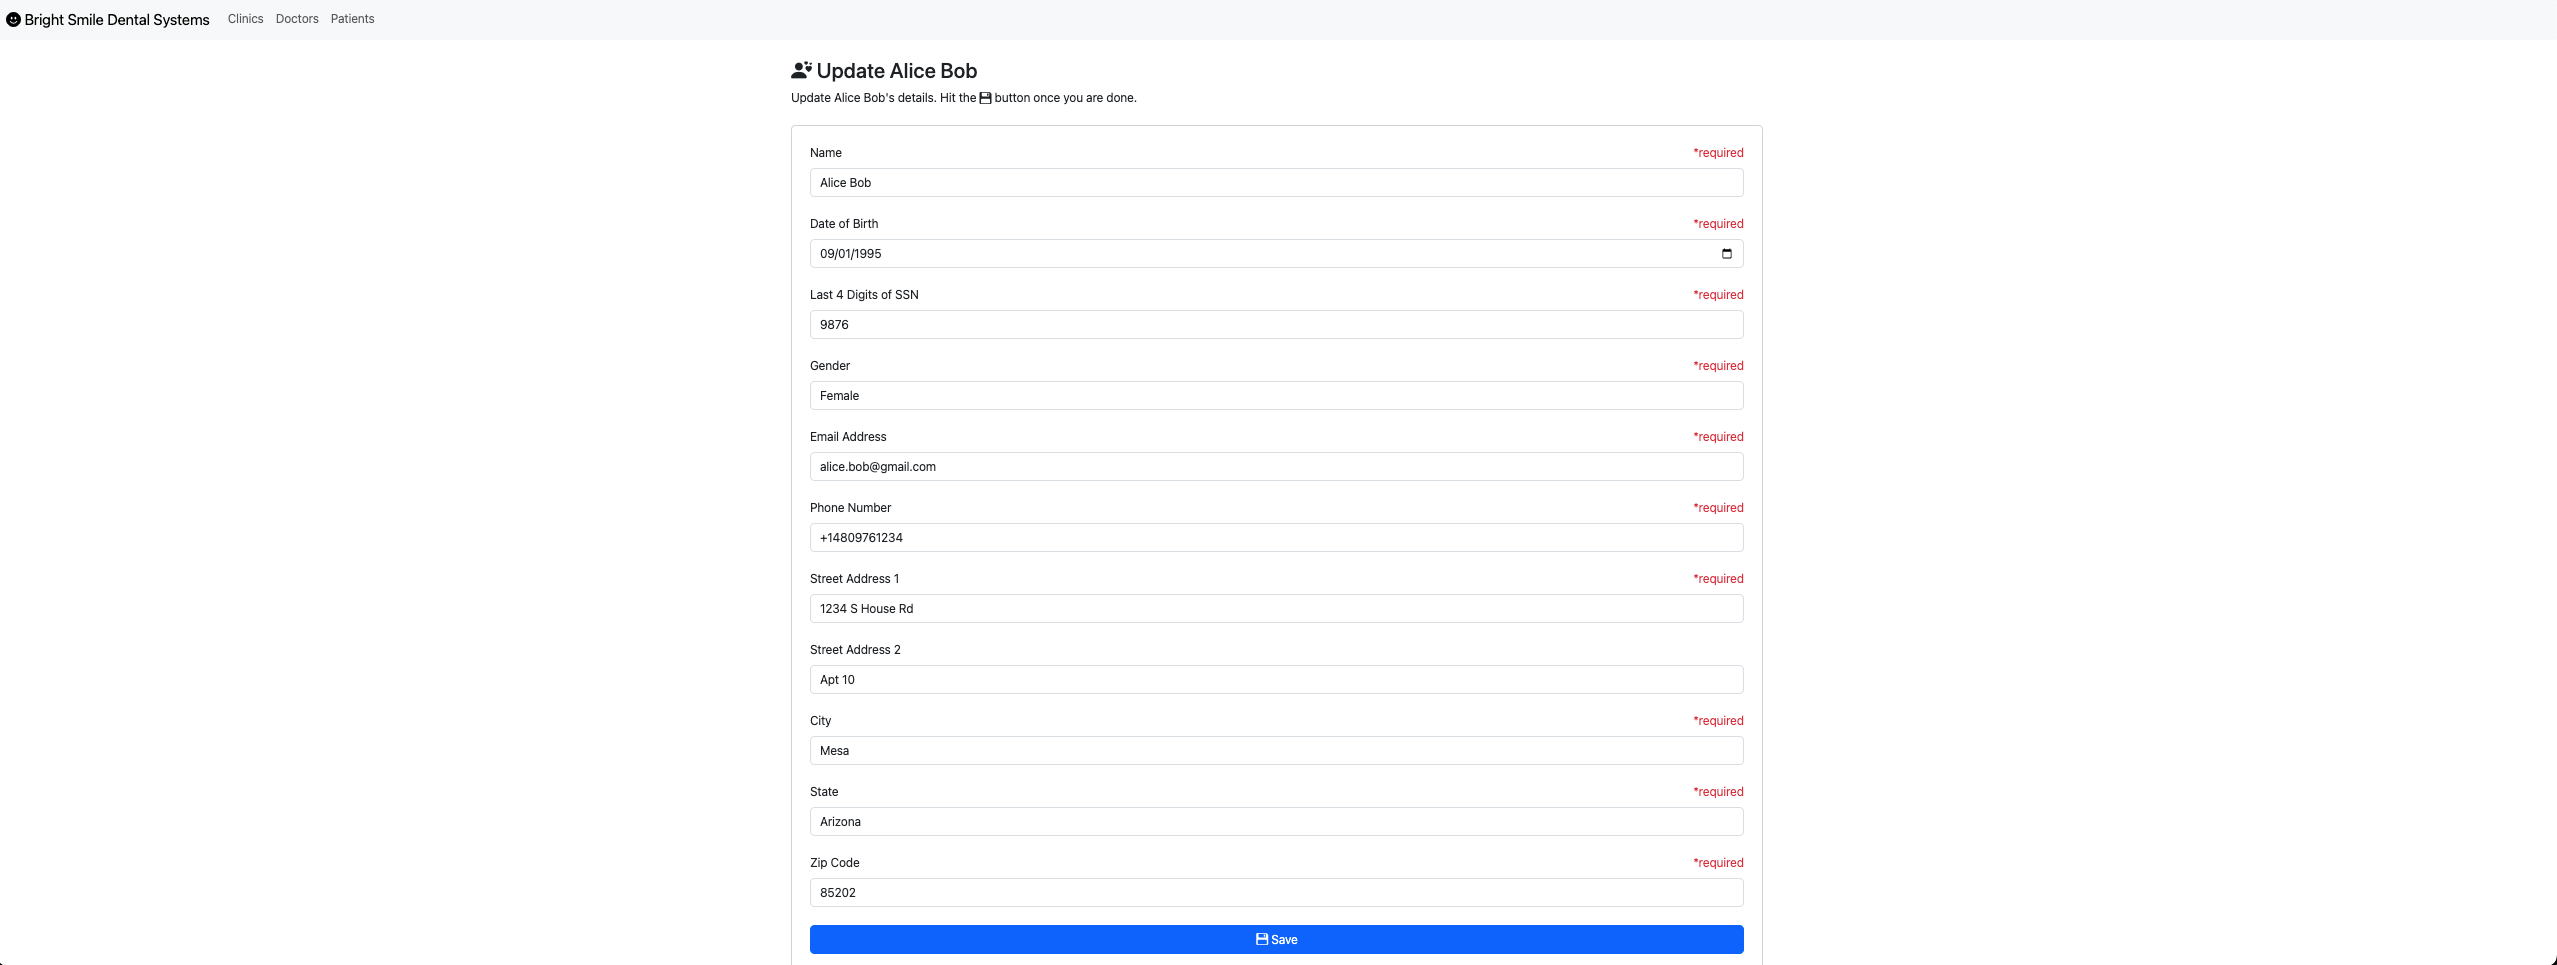 Bright Smile Dental Systems Clinics Doctors Patients
Update Alice Bob
Update Alice Bob's details. Hit the button once you are done.
Name *required
Alice Bob
Date of Birth *required
09/01/1995
Last 4 Digits of SSN *required
9876
Gender *required
Female
Email Address *required
alice.bob@gmail.com
Phone Number *required
+14809761234
Street Address 1 *required
1234 S House Rd
Street Address 2
Apt 10
City *required
Mesa
State *required
Arizona
Zip Code *required
85202
Save